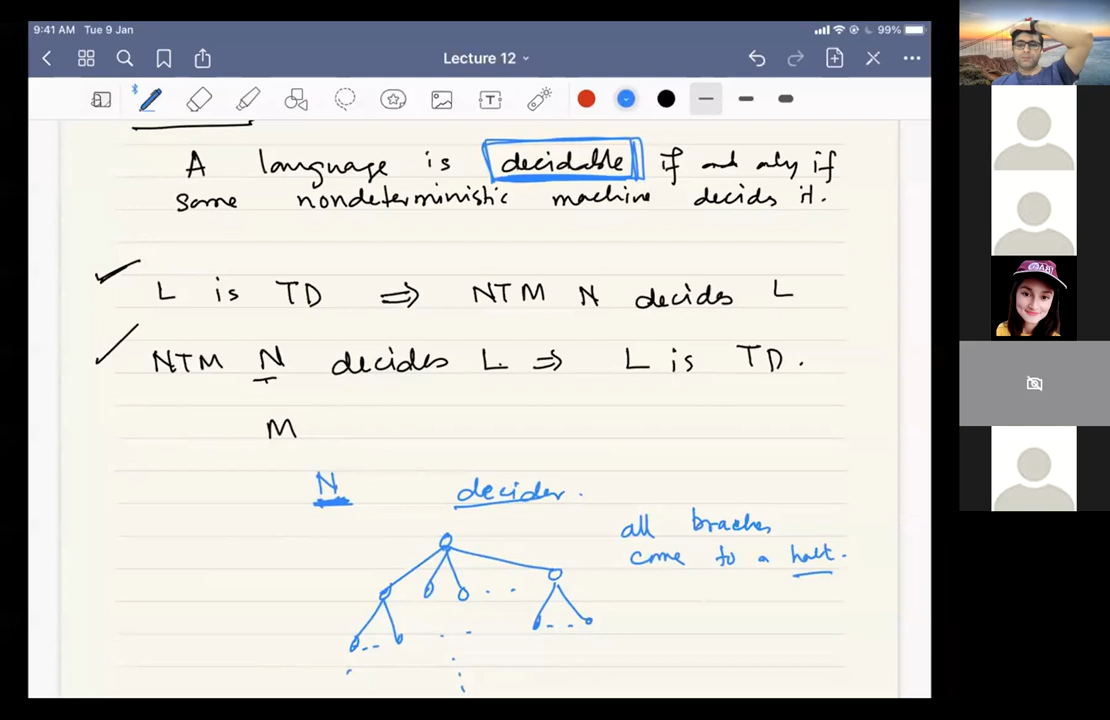 9:41 AM Tue 9 Jan
99%
Lecture 12
A language is decidable if and only if
some nondeterministic machine decides it.
L is TD ⇒ NTM N decides L
NTM N decides L ⇒ L is TD.
M
N decider.
all braches
come to a halt.